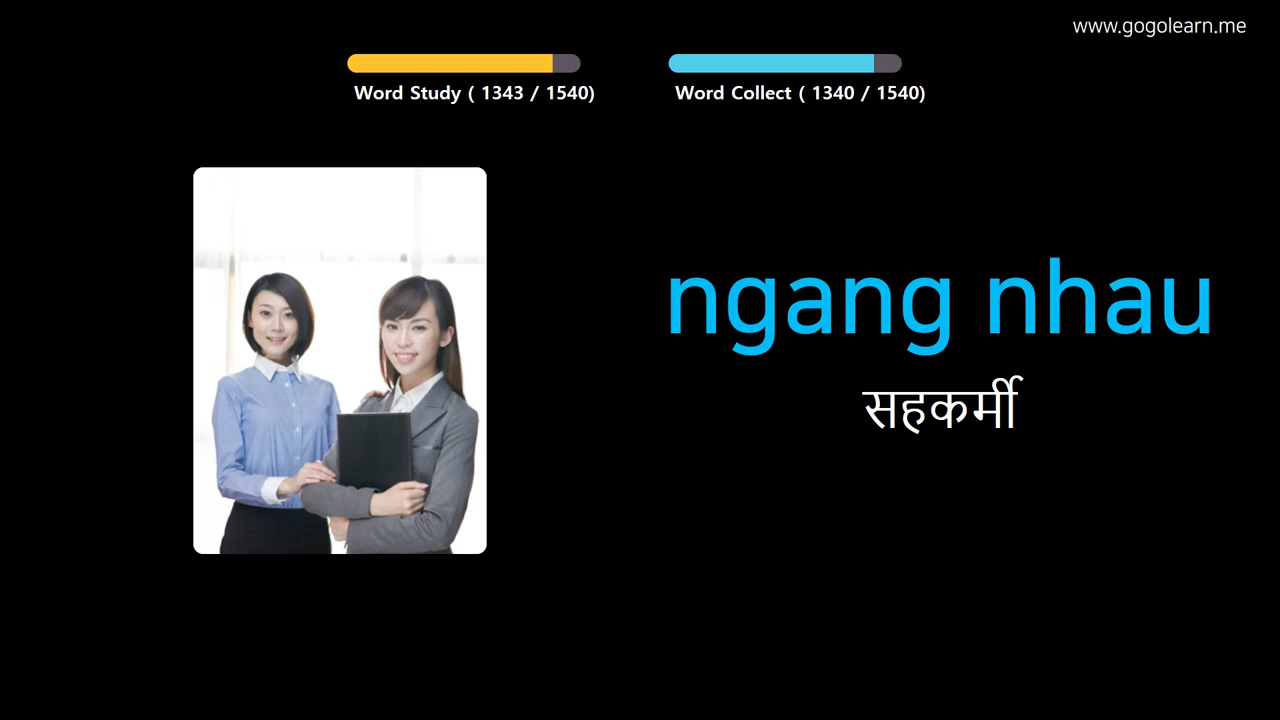 www.gogolearn.me
Word Study ( 1343 / 1540)
Word Collect ( 1340 / 1540)
ngang nhau
सहकर्मी